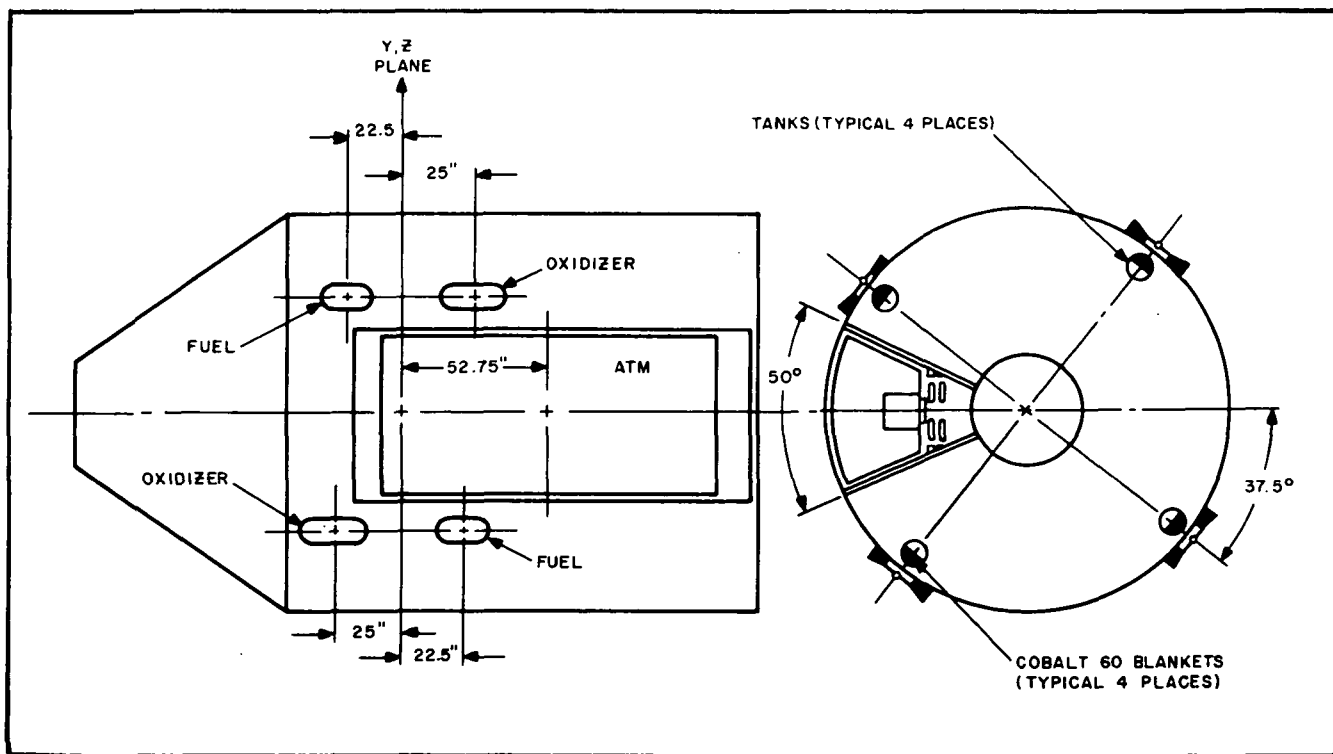 Y, Z
PLANE
22.5
25"
TANKS (TYPICAL 4 PLACES)
OXIDIZER
FUEL
52.75"
ATM
50°
37.5°
OXIDIZER
FUEL
25"
22.5"
COBALT 60 BLANKETS
(TYPICAL 4 PLACES)